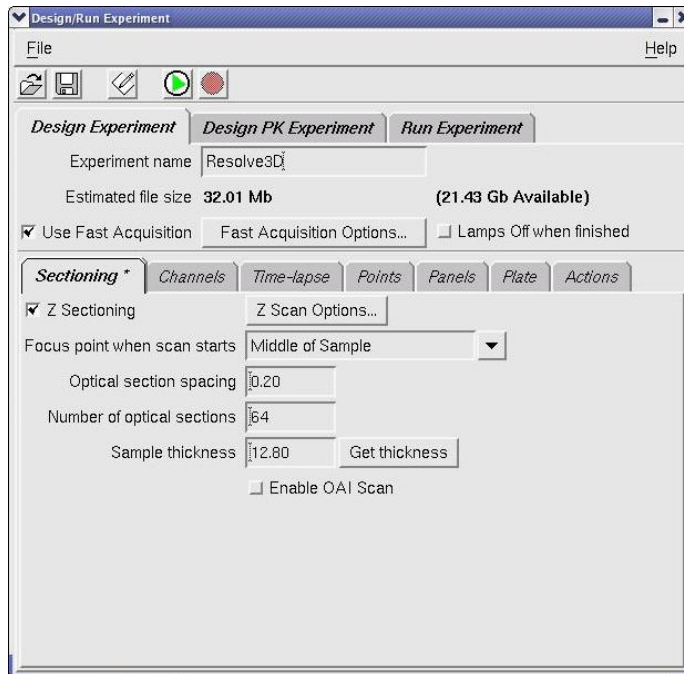 Design/Run Experiment
File Help
Design Experiment Design PK Experiment Run Experiment
Experiment name Resolve3D
Estimated file size 32.01 Mb (21.43 Gb Available)
Use Fast Acquisition Fast Acquisition Options... Lamps Off when finished
Sectioning * Channels Time-lapse Points Panels Plate Actions
Z Sectioning Z Scan Options...
Focus point when scan starts Middle of Sample
Optical section spacing 0.20
Number of optical sections 64
Sample thickness 12.80 Get thickness
Enable OAI Scan